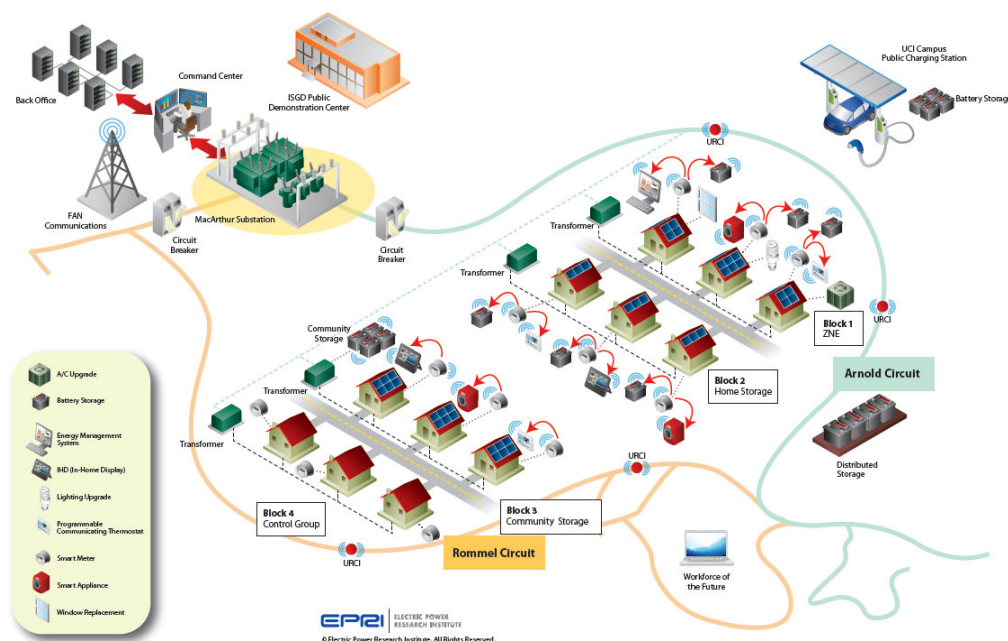 Back Office
Command Center
ISGD Public
Demonstration Center
UCI Campus
Public Charging Station
Battery Storage
FAN
Communications
Circuit
Breaker
MacArthur Substation
Circuit
Breaker
URCI
Transformer
Transformer
URCI
Block 1
ZNE
Block 2
Home Storage
Arnold Circuit
Community
Storage
Transformer
Transformer
Distributed
Storage
Block 3
Community Storage
Block 4
Control Group
URCI
URCI
Rommel Circuit
Workforce of
the Future
A/C Upgrade
Battery Storage
Energy Management
System
IHD (In-Home Display)
Lighting Upgrade
Programmable
Communicating Thermostat
Smart Meter
Smart Appliance
Window Replacement
EPRI
ELECTRIC POWER
RESEARCH INSTITUTE
© Electric Power Research Institute. All Rights Reserved.